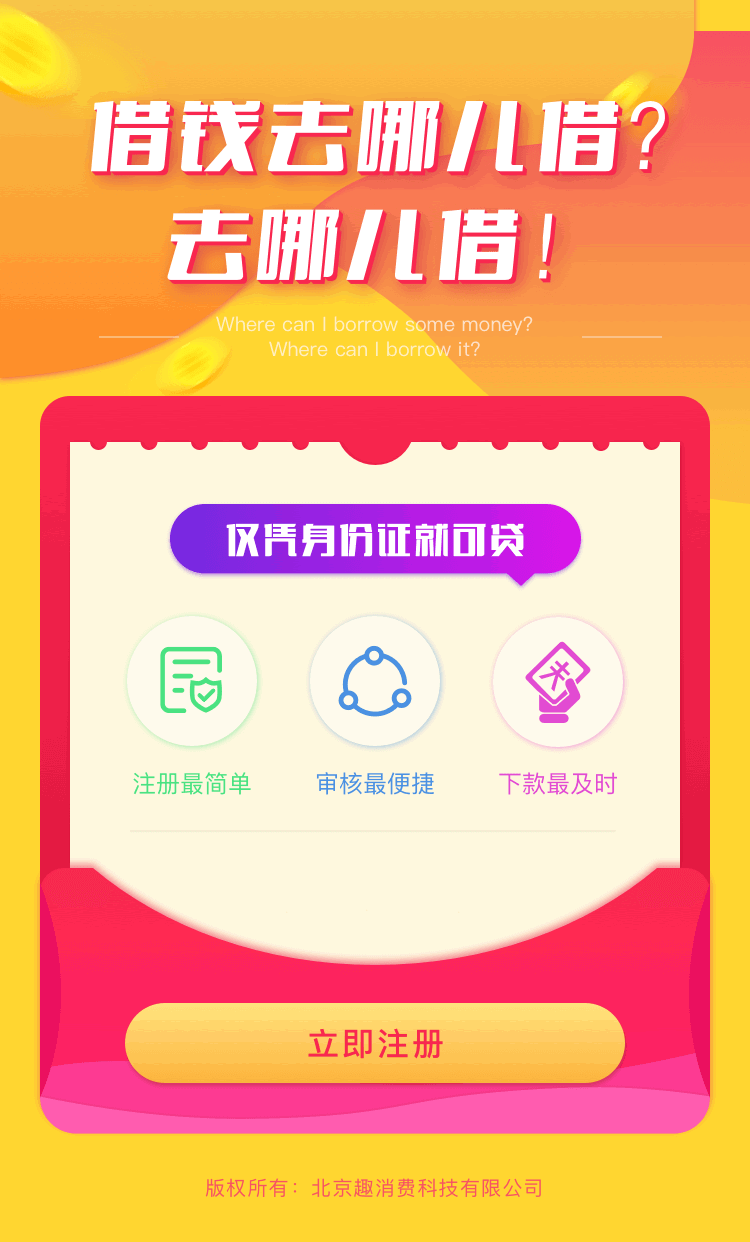 借钱去哪儿借?
去哪儿借!
Where can I borrow some money?
Where can I borrow it?
仅凭身份证就可贷
注册最简单
审核最便捷
下款最及时
立即注册
版权所有：北京趣消费科技有限公司